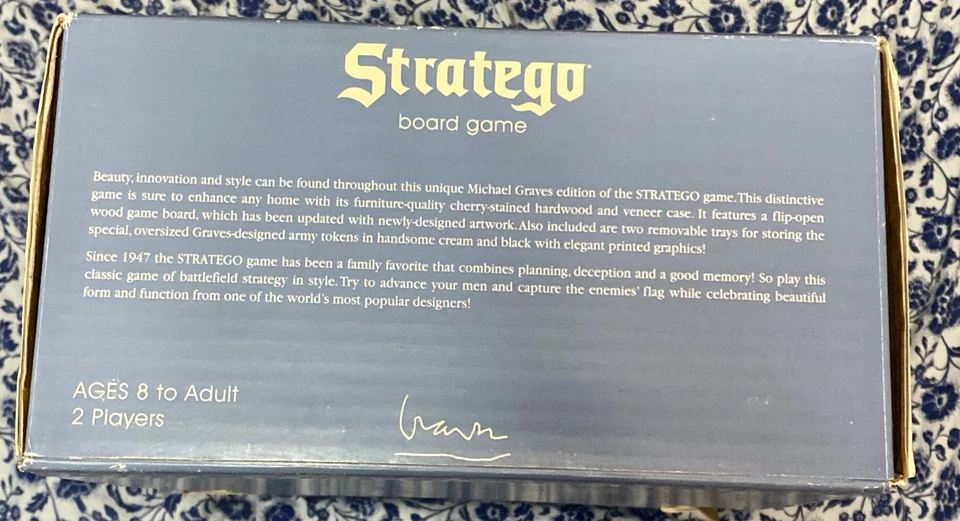 Stratego
board game
Beauty, innovation and style can be found throughout this unique Michael Graves edition of the STRATEGO game. This distinctive
game is sure to enhance any home with its furniture-quality cherry-stained hardwood and veneer case. It features a flip-open
wood game board, which has been updated with newly-designed artwork. Also included are two removable trays for storing the
special, oversized Graves-designed army tokens in handsome cream and black with elegant printed graphics!
Since 1947 the STRATEGO game has been a family favorite that combines planning, deception and a good memory! So play this
classic game of battlefield strategy in style. Try to advance your men and capture the enemies' flag while celebrating beautiful
form and function from one of the world's most popular designers!
AGES 8 to Adult
2 Players